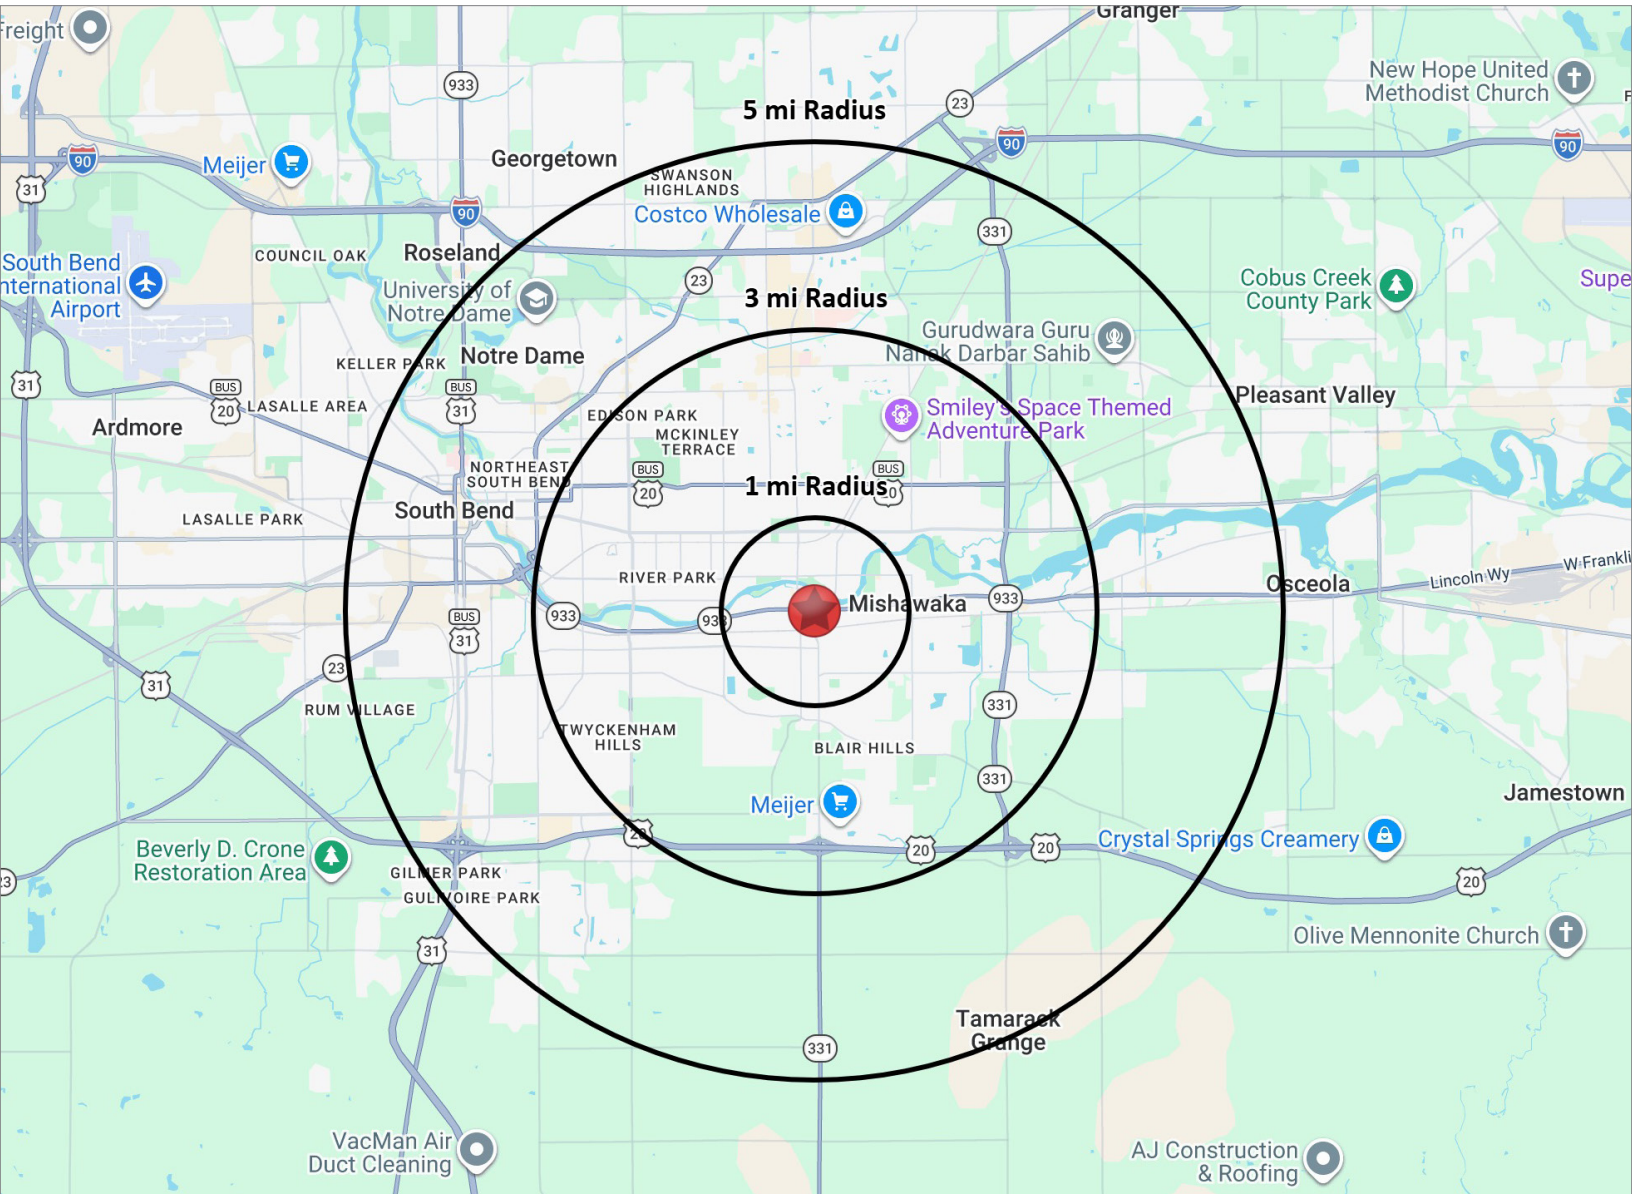 Granger
Freight
933
New Hope United
Methodist Church
23
5 mi Radius
90
90
90
Georgetown
Meijer
31
SWANSON
HIGHLANDS
90
Costco Wholesale
331
COUNCIL OAK
Roseland
South Bend
International
Airport
University of
Notre Dame
23
3 mi Radius
Cobus Creek
County Park
Supe
Gurudwara Guru
Nanak Darbar Sahib
KELLER PARK
Notre Dame
31
BUS
20
LASALLE AREA
BUS
31
Pleasant Valley
Ardmore
EDISON PARK
MCKINLEY
TERRACE
Smiley's Space Themed
Adventure Park
NORTHEAST
SOUTH BEND
BUS
20
BUS
20
1 mi Radius
South Bend
LASALLE PARK
RIVER PARK
Mishawaka
933
933
933
Osceola
Lincoln Wy
W Frankli
BUS
31
23
31
RUM VILLAGE
331
TWYCKENHAM
HILLS
BLAIR HILLS
331
Meijer
Jamestown
20
20
20
Crystal Springs Creamery
Beverly D. Crone
Restoration Area
GILMER PARK
GULIVOIRE PARK
23
20
31
Olive Mennonite Church
Tamarack
Grange
331
VacMan Air
Duct Cleaning
AJ Construction
& Roofing